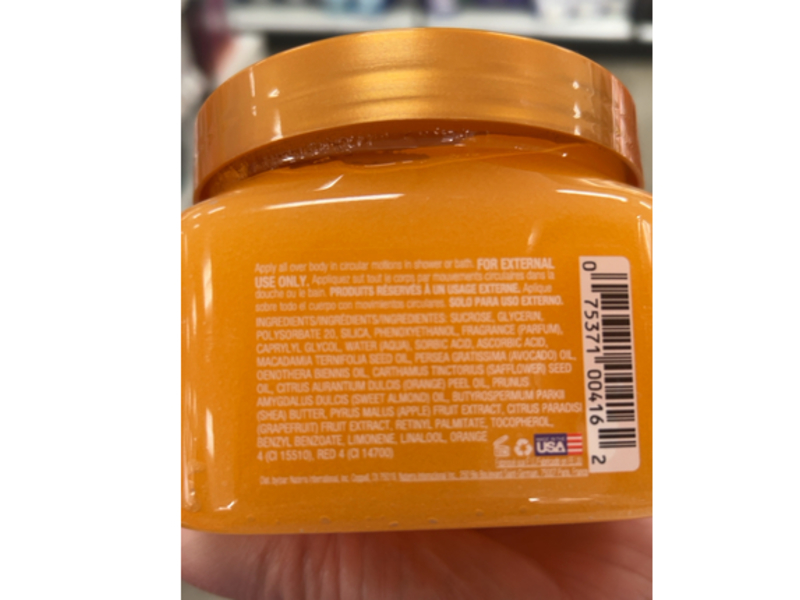 Apply all over body in circular motions in shower or bath. FOR EXTERNAL
USE ONLY. Appliquez sur tout le corps par mouvements circulaires dans la
douche ou le bain. PRODUITS RÉSERVÉS À UN USAGE EXTERNE. Aplique
sobre todo el cuerpo con movimientos circulares. SOLO PARA USO EXTERNO.
INGREDIENTS/INGRÉDIENTS/INGREDIENTES: SUCROSE, GLYCERIN,
POLYSORBATE 20, SILICA, PHENOXYETHANOL, FRAGRANCE (PARFUM),
CAPRYLYL GLYCOL, WATER (AQUA), SORBIC ACID, ASCORBIC ACID,
MACADAMIA TERNIFOLIA SEED OIL, PERSEA GRATISSIMA (AVOCADO) OIL,
OENOTHERA BIENNIS OIL, CARTHAMUS TINCTORIUS (SAFFLOWER) SEED
OIL, CITRUS AURANTIUM DULCIS (ORANGE) PEEL OIL, PRUNUS
AMYGDALUS DULCIS (SWEET ALMOND) OIL, BUTYROSPERMUM PARKII
(SHEA) BUTTER, PYRUS MALUS (APPLE) FRUIT EXTRACT, CITRUS PARADISI
(GRAPEFRUIT) FRUIT EXTRACT, RETINYL PALMITATE, TOCOPHEROL,
BENZYL BENZOATE, LIMONENE, LINALOOL, ORANGE
4 (CI 15510), RED 4 (CI 14700)
USA
0 75371 00416 2